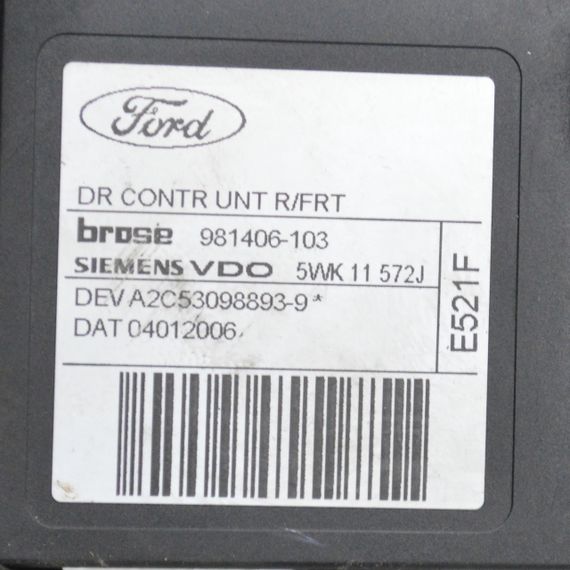 Ford
DR CONTR UNT R/FRT
brose 981406-103
SIEMENS VDO 5WK 11 572J
DEV A2C53098893-9*
DAT 04012006
E521F